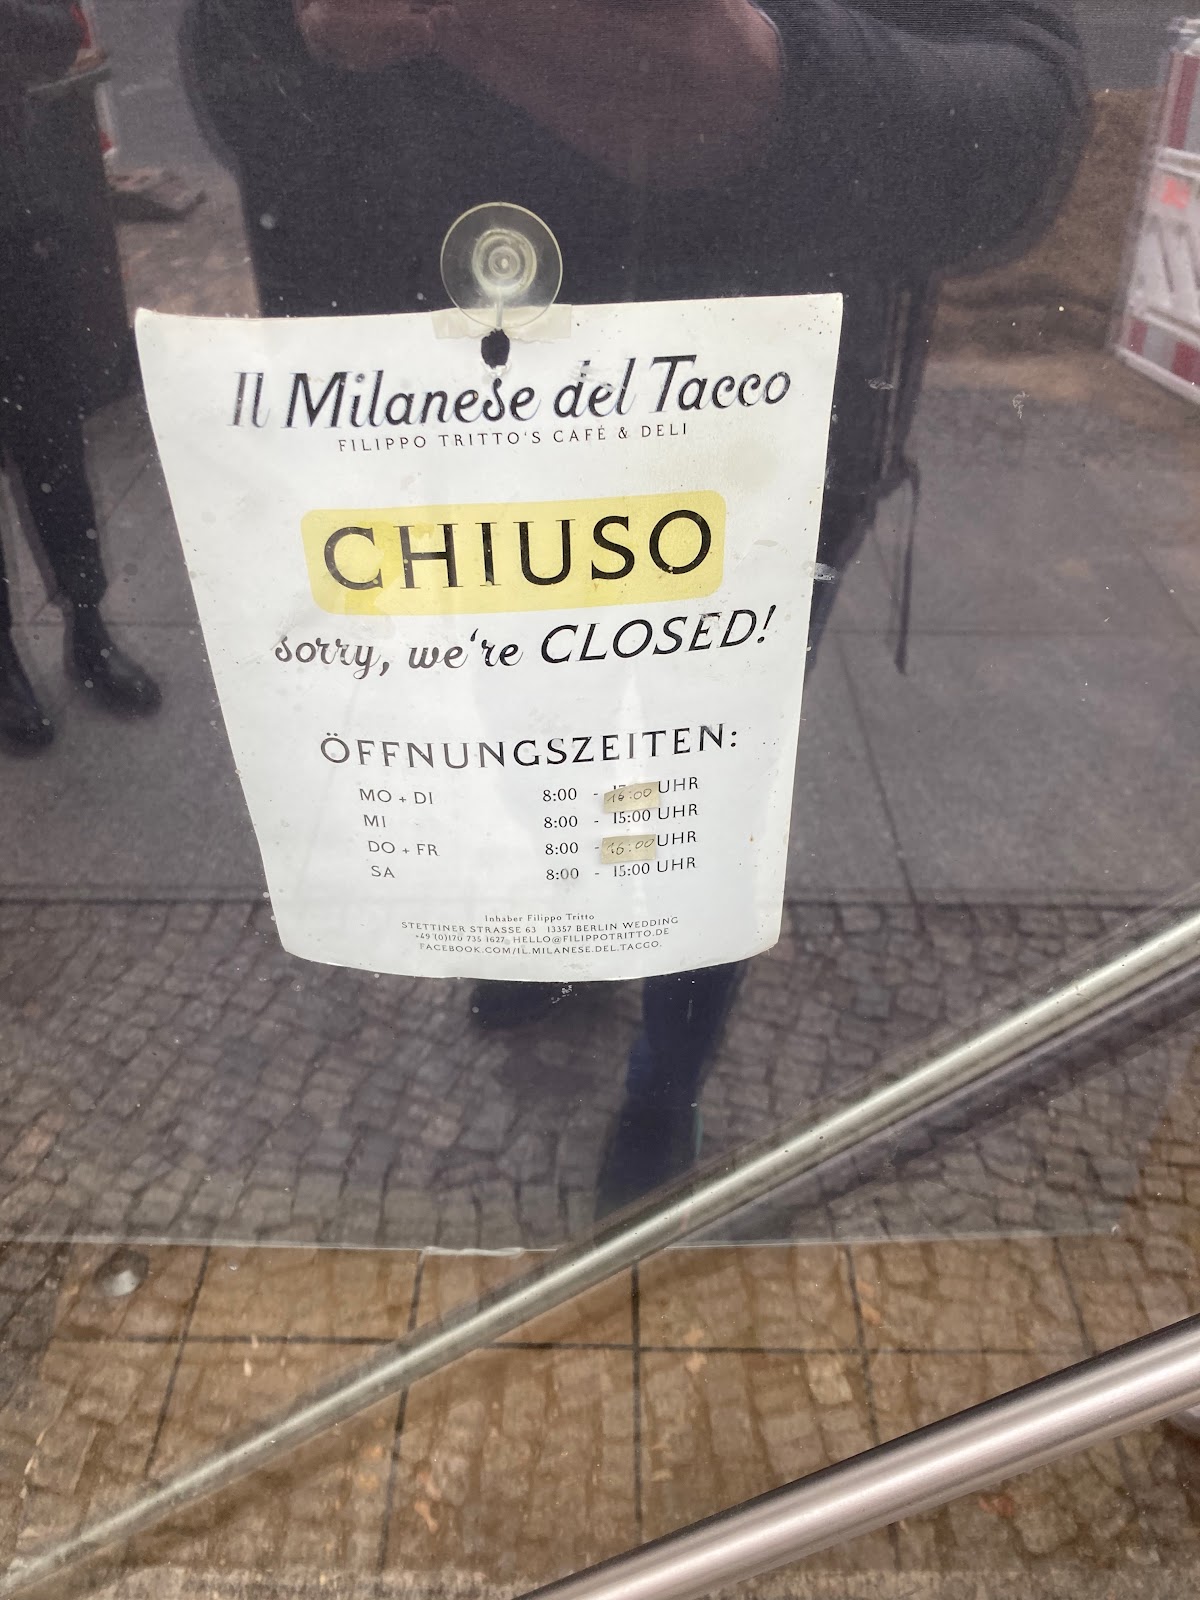 Il Milanese del Tacco
FILIPPO TRITTO'S CAFÉ & DELI
CHIUSO
sorry, we're CLOSED!
ÖFFNUNGSZEITEN:
MO + DI 8:00 - 16:00 UHR
MI 8:00 - 15:00 UHR
DO + FR 8:00 - 16:00 UHR
SA 8:00 - 15:00 UHR
Inhaber Filippo Tritto
STETTINER STRASSE 63 13357 BERLIN WEDDING
+49 (0)170 735 1627, HELLO@FILIPPOTRITTO.DE
FACEBOOK.COM/IL.MILANESE.DEL.TACCO.